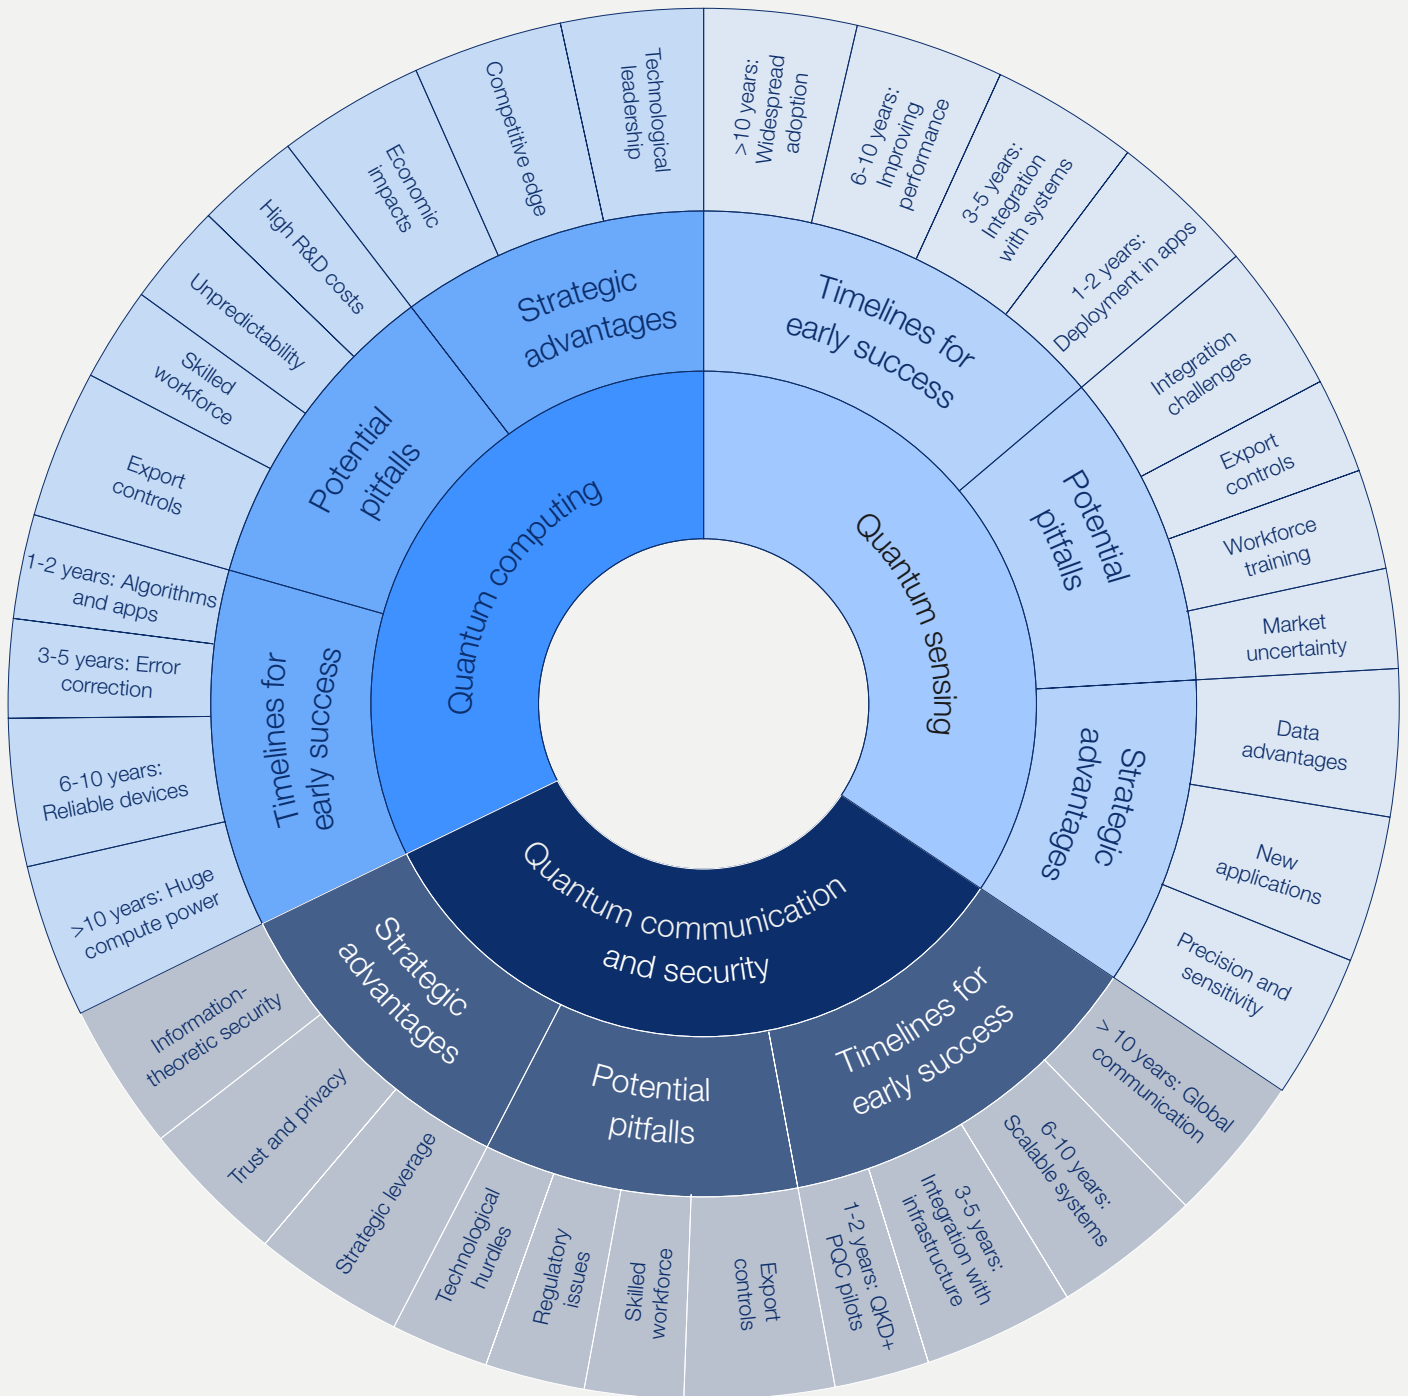 Quantum sensing
Timelines for
early success
>10 years:
Widespread
adoption
6-10 years:
Improving
performance
3-5 years:
Integration
with systems
1-2 years:
Deployment in apps
Potential
pitfalls
Integration
challenges
Export
controls
Workforce
training
Market
uncertainty
Strategic
advantages
Data
advantages
New
applications
Precision and
sensitivity
Quantum communication
and security
Timelines for
early success
> 10 years: Global
communication
6-10 years:
Scalable systems
3-5 years:
Integration with
infrastructure
1-2 years: QKD+
PQC pilots
Potential
pitfalls
Export
controls
Skilled
workforce
Regulatory
issues
Technological
hurdles
Strategic
advantages
Strategic leverage
Trust and privacy
Information-
theoretic security
Quantum computing
Timelines for
early success
>10 years: Huge
compute power
6-10 years:
Reliable devices
3-5 years: Error
correction
1-2 years: Algorithms
and apps
Potential
pitfalls
Export
controls
Skilled
workforce
Unpredictability
High R&D costs
Strategic
advantages
Economic
impacts
Competitive edge
Technological
leadership